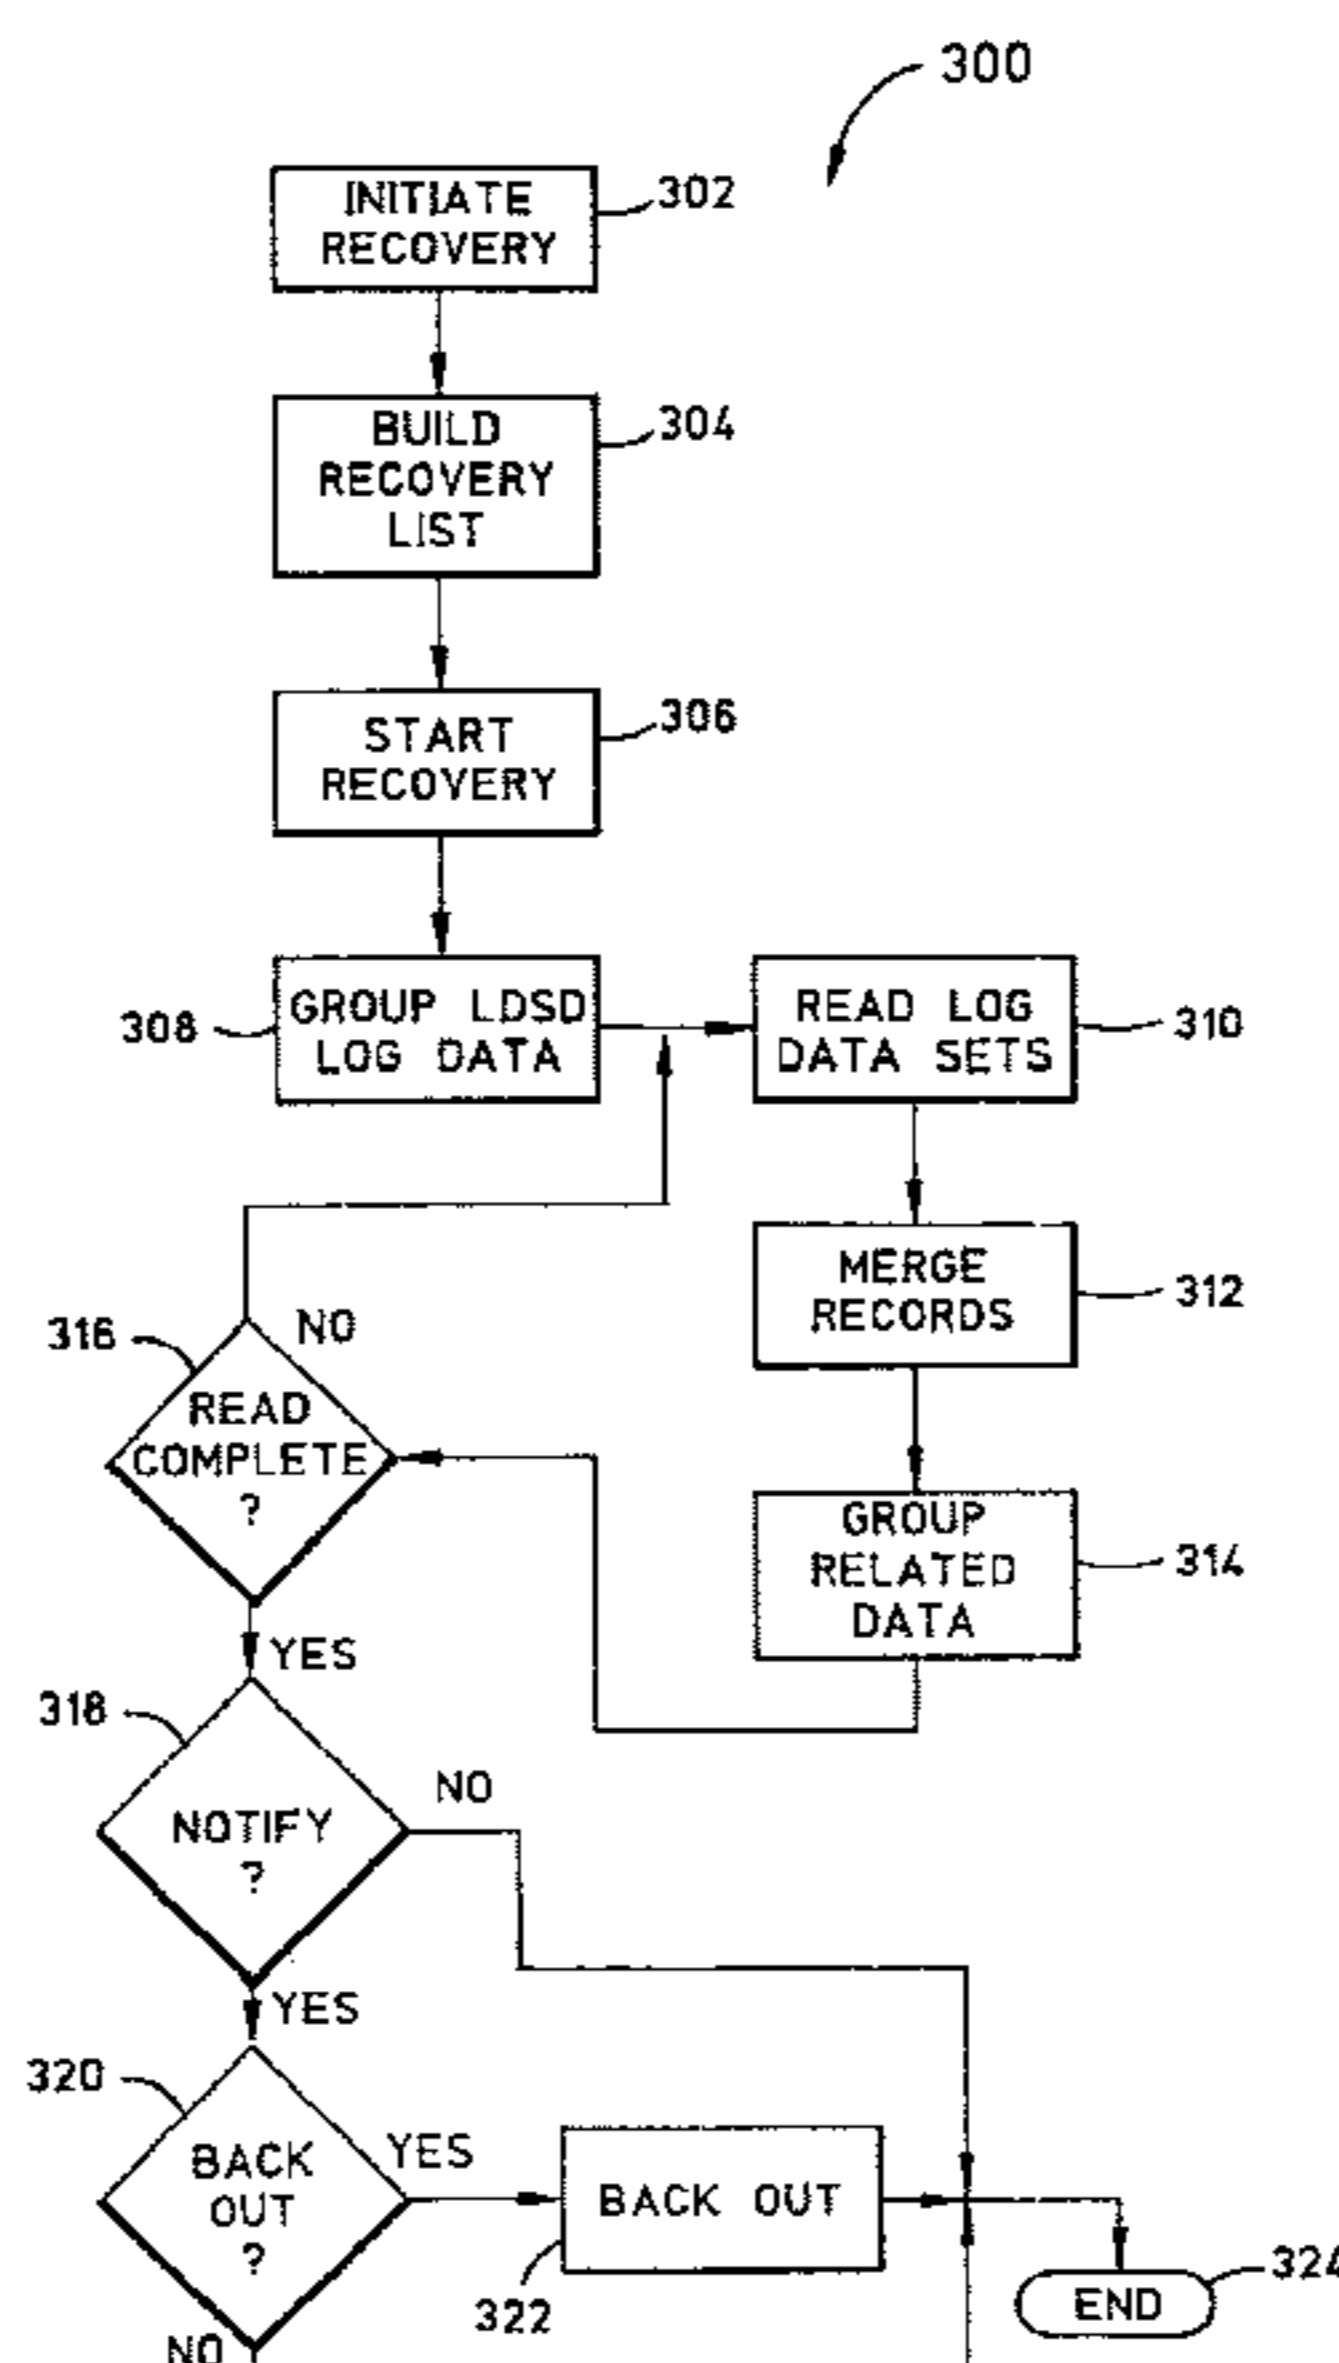 300
INITIATE
RECOVERY
302
BUILD
RECOVERY
LIST
304
START
RECOVERY
306
308
GROUP LDSD
LOG DATA
READ LOG
DATA SETS
310
MERGE
RECORDS
312
316
NO
READ
COMPLETE
?
GROUP
RELATED
DATA
314
YES
318
NO
NOTIFY
?
YES
320
BACK
OUT
?
YES
BACK OUT
322
324
END
NO